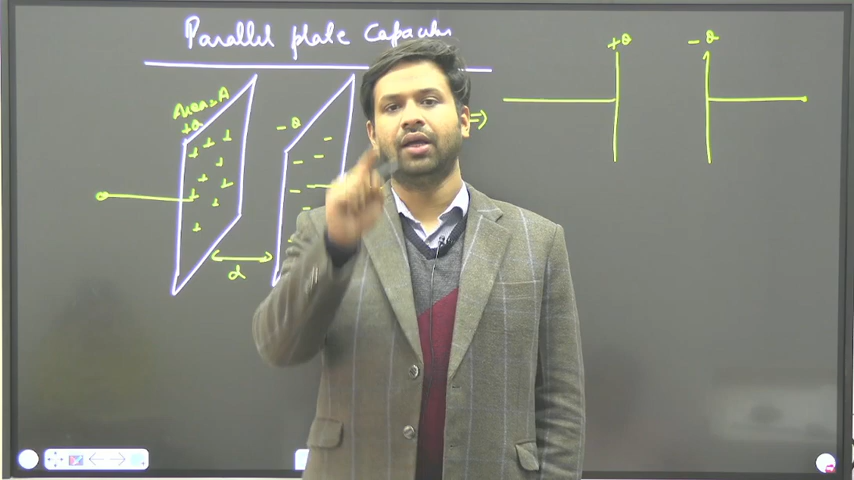 Parallel plate Capacitor
+Q
-Q
Area=A
+Q
-Q
d